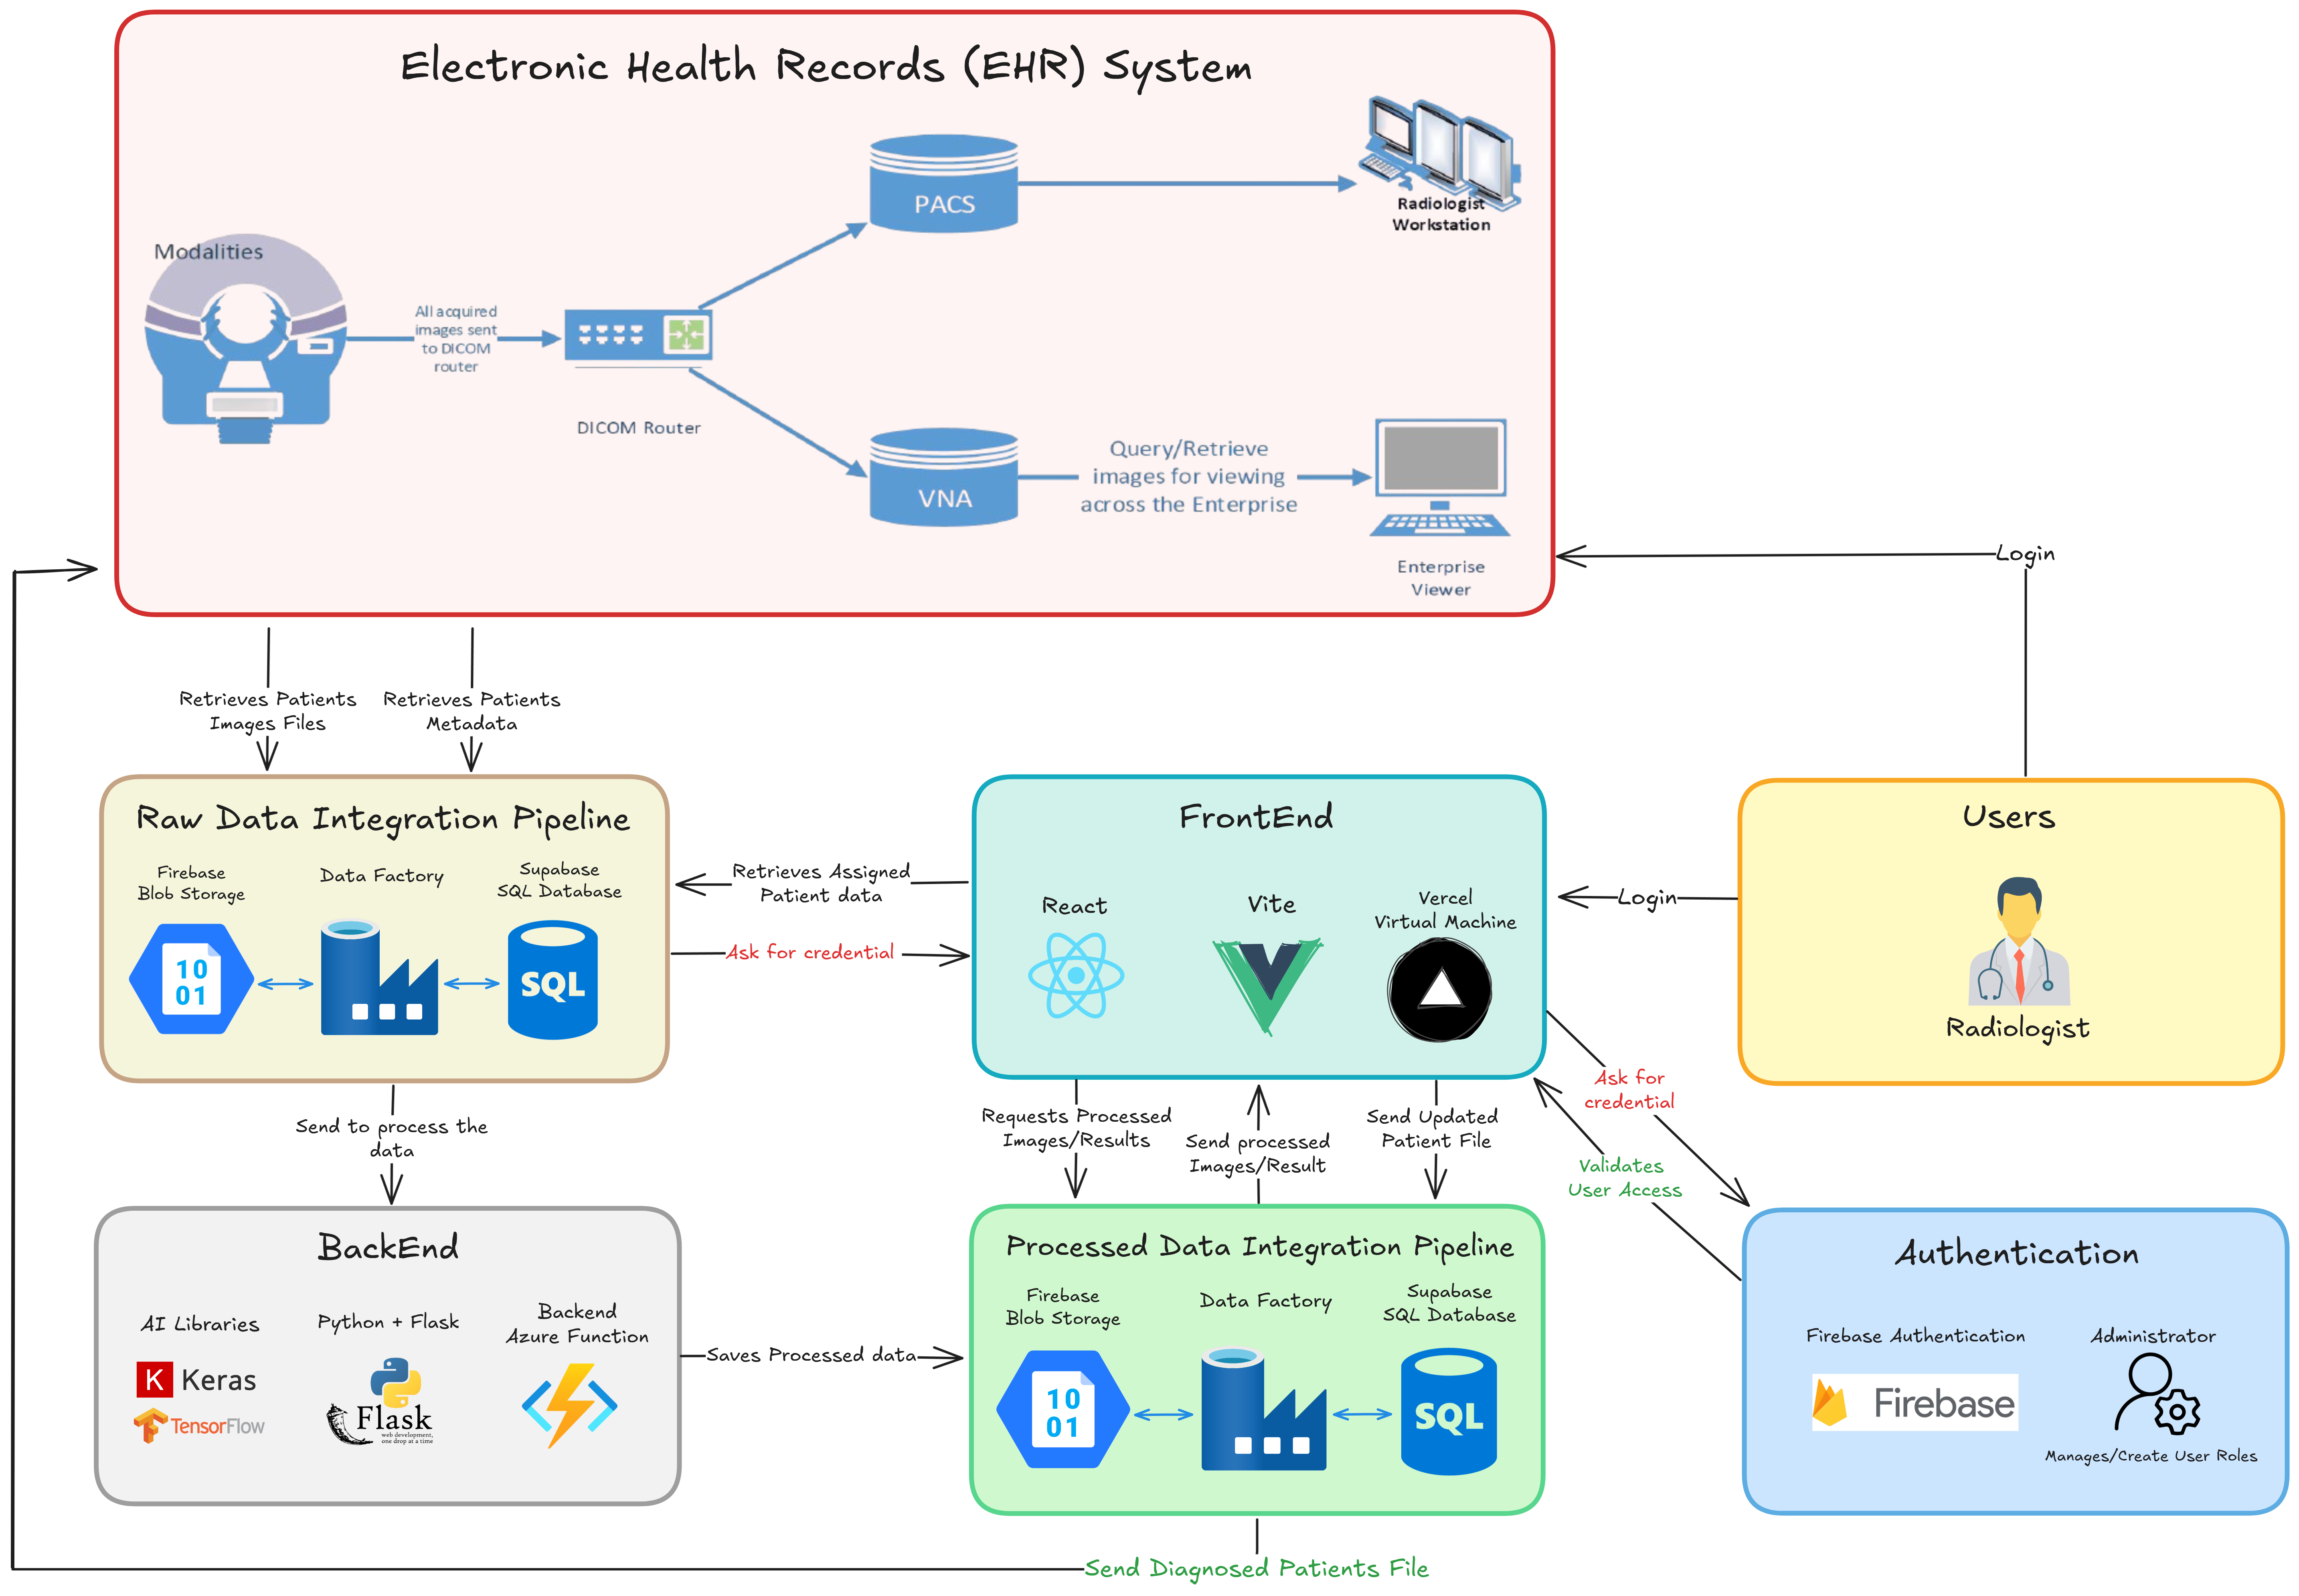 Electronic Health Records (EHR) System
PACS
Radiologist
Workstation
Modalities
All acquired
images sent
to DICOM
router
DICOM Router
VNA
Query/Retrieve
images for viewing
across the Enterprise
Enterprise
Viewer
Login
Retrieves Patients
Images Files
Retrieves Patients
Metadata
Raw Data Integration Pipeline
Firebase
Blob Storage
Data Factory
Supabase
SQL Database
10
01
SQL
Retrieves Assigned
Patient data
Ask for credential
FrontEnd
React
Vite
Vercel
Virtual Machine
Login
Users
Radiologist
Send to process the
data
Requests Processed
Images/Results
Send processed
Images/Result
Send Updated
Patient File
Ask for
credential
Validates
User Access
BackEnd
AI Libraries
Python + Flask
Backend
Azure Function
K Keras
TensorFlow
Flask
web development,
one drop at a time
Saves Processed data
Processed Data Integration Pipeline
Firebase
Blob Storage
Data Factory
Supabase
SQL Database
10
01
SQL
Authentication
Firebase Authentication
Administrator
Firebase
Manages/Create User Roles
Send Diagnosed Patients File